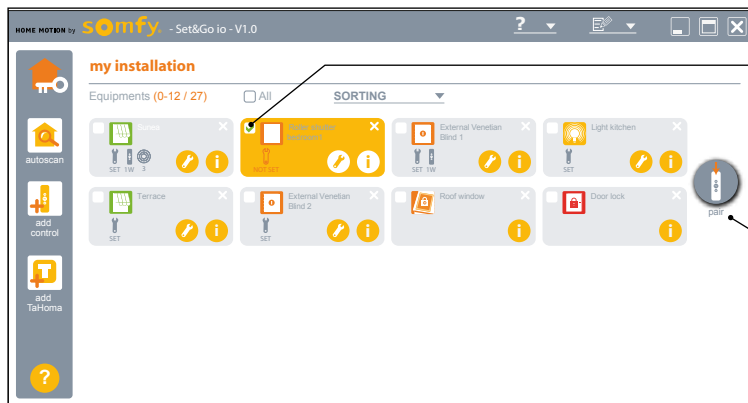 HOME MOTION by somfy. - Set&Go io - V1.0 ?
my installation
Equipments (0-12 / 27) All SORTING
autoscan
add
control
add
TaHoma
?
Roller shutter
bedroom1
NOT SET
External Venetian
Blind 1
SET 1W
Light kitchen
SET
SET 1W 3
Terrace
SET
External Venetian
Blind 2
SET
Roof window
Door lock
pair